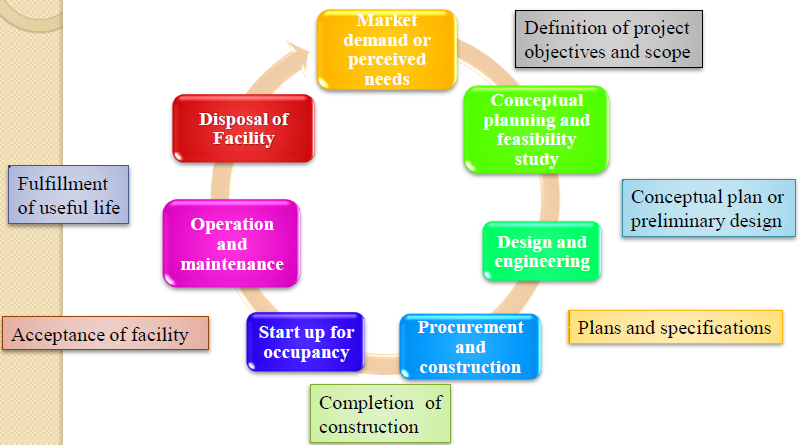 Market
demand or
perceived
needs
Definition of project
objectives and scope
Conceptual
planning and
feasibility
study
Conceptual plan or
preliminary design
Design and
engineering
Plans and specifications
Procurement
and
construction
Completion of
construction
Start up for
occupancy
Acceptance of facility
Operation
and
maintenance
Fulfillment
of useful life
Disposal of
Facility